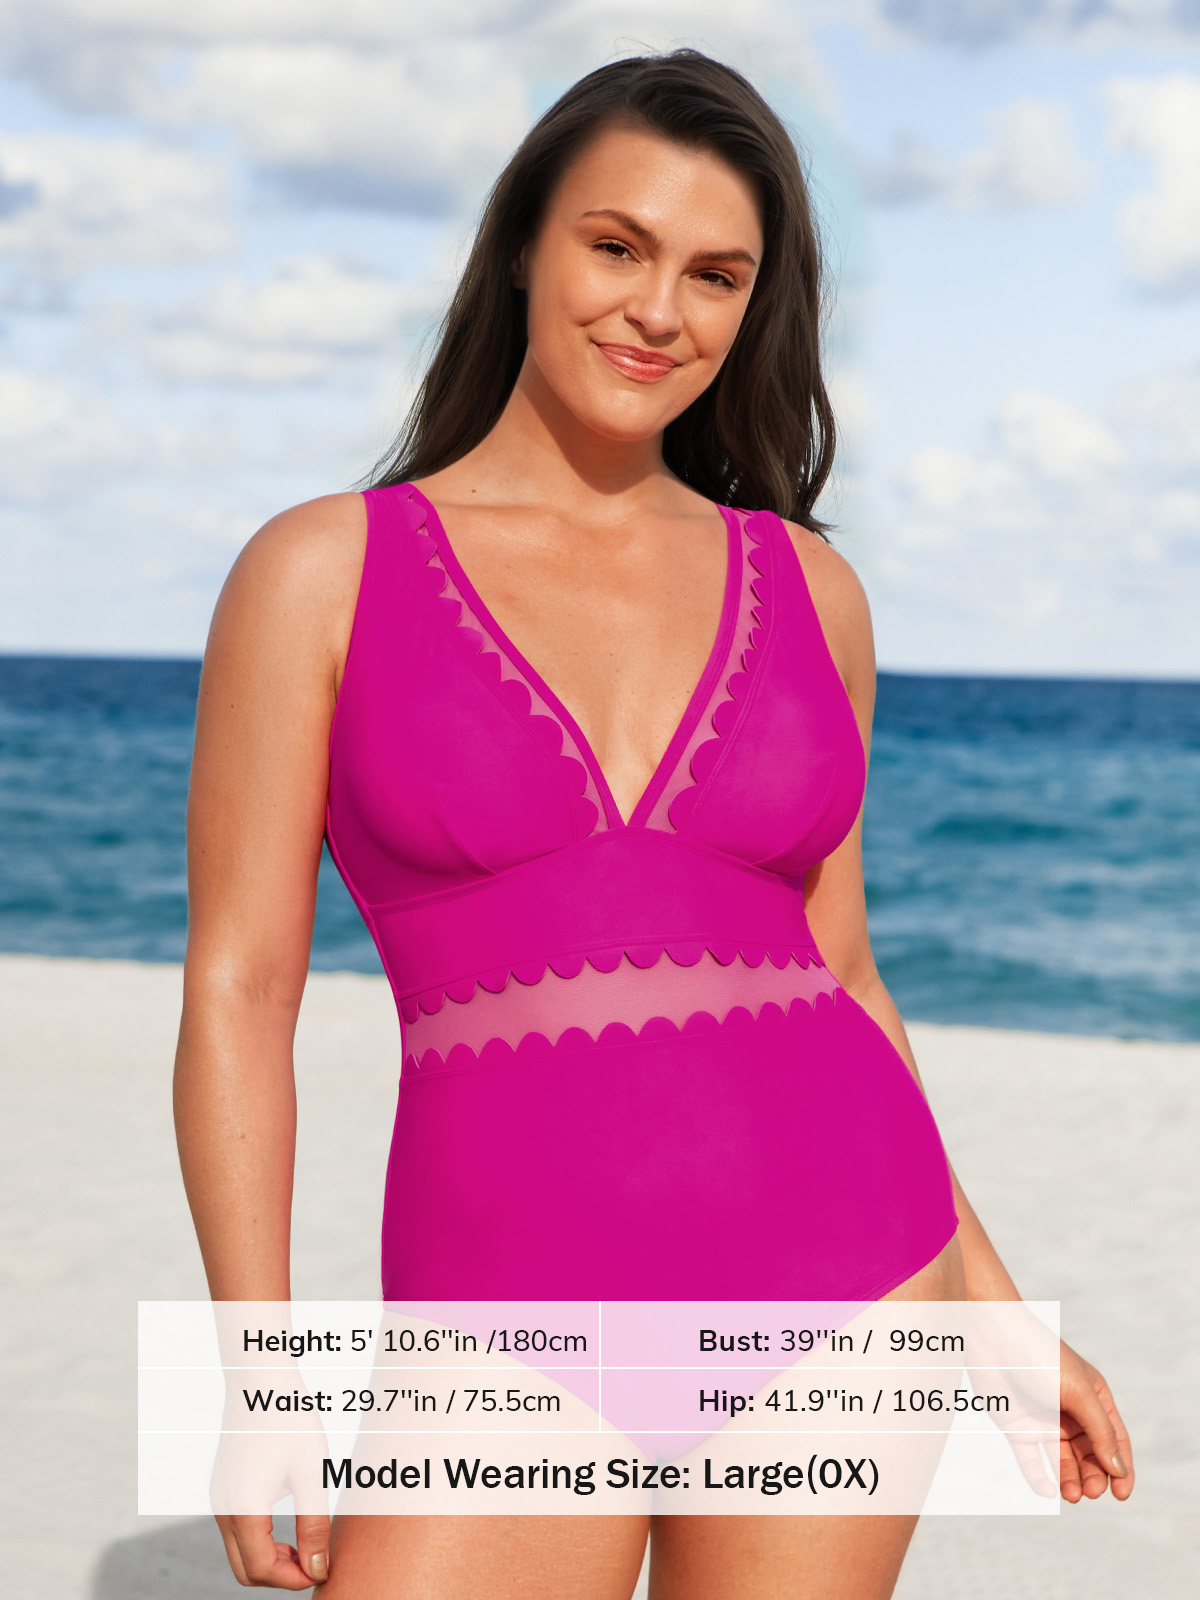 Height: 5' 10.6''in /180cm
Bust: 39''in / 99cm
Waist: 29.7''in / 75.5cm
Hip: 41.9''in / 106.5cm
Model Wearing Size: Large(0X)